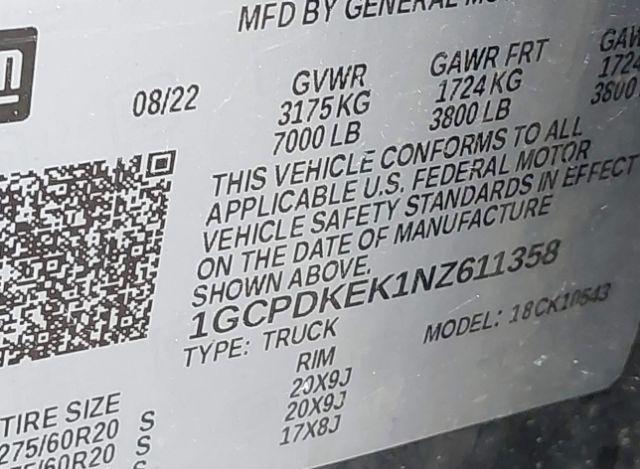 MFD BY GENERAL
08/22
GVWR GAWR FRT
3175 KG 1724 KG
7000 LB 3800 LB
THIS VEHICLE CONFORMS TO ALL
APPLICABLE U.S. FEDERAL MOTOR
VEHICLE SAFETY STANDARDS IN EFFECT
ON THE DATE OF MANUFACTURE
SHOWN ABOVE.
1GCPDKEK1NZ611358
TYPE: TRUCK MODEL: 18CK10543
TIRE SIZE RIM
275/60R20 S 20X9J
S 20X9J
S 17X8J